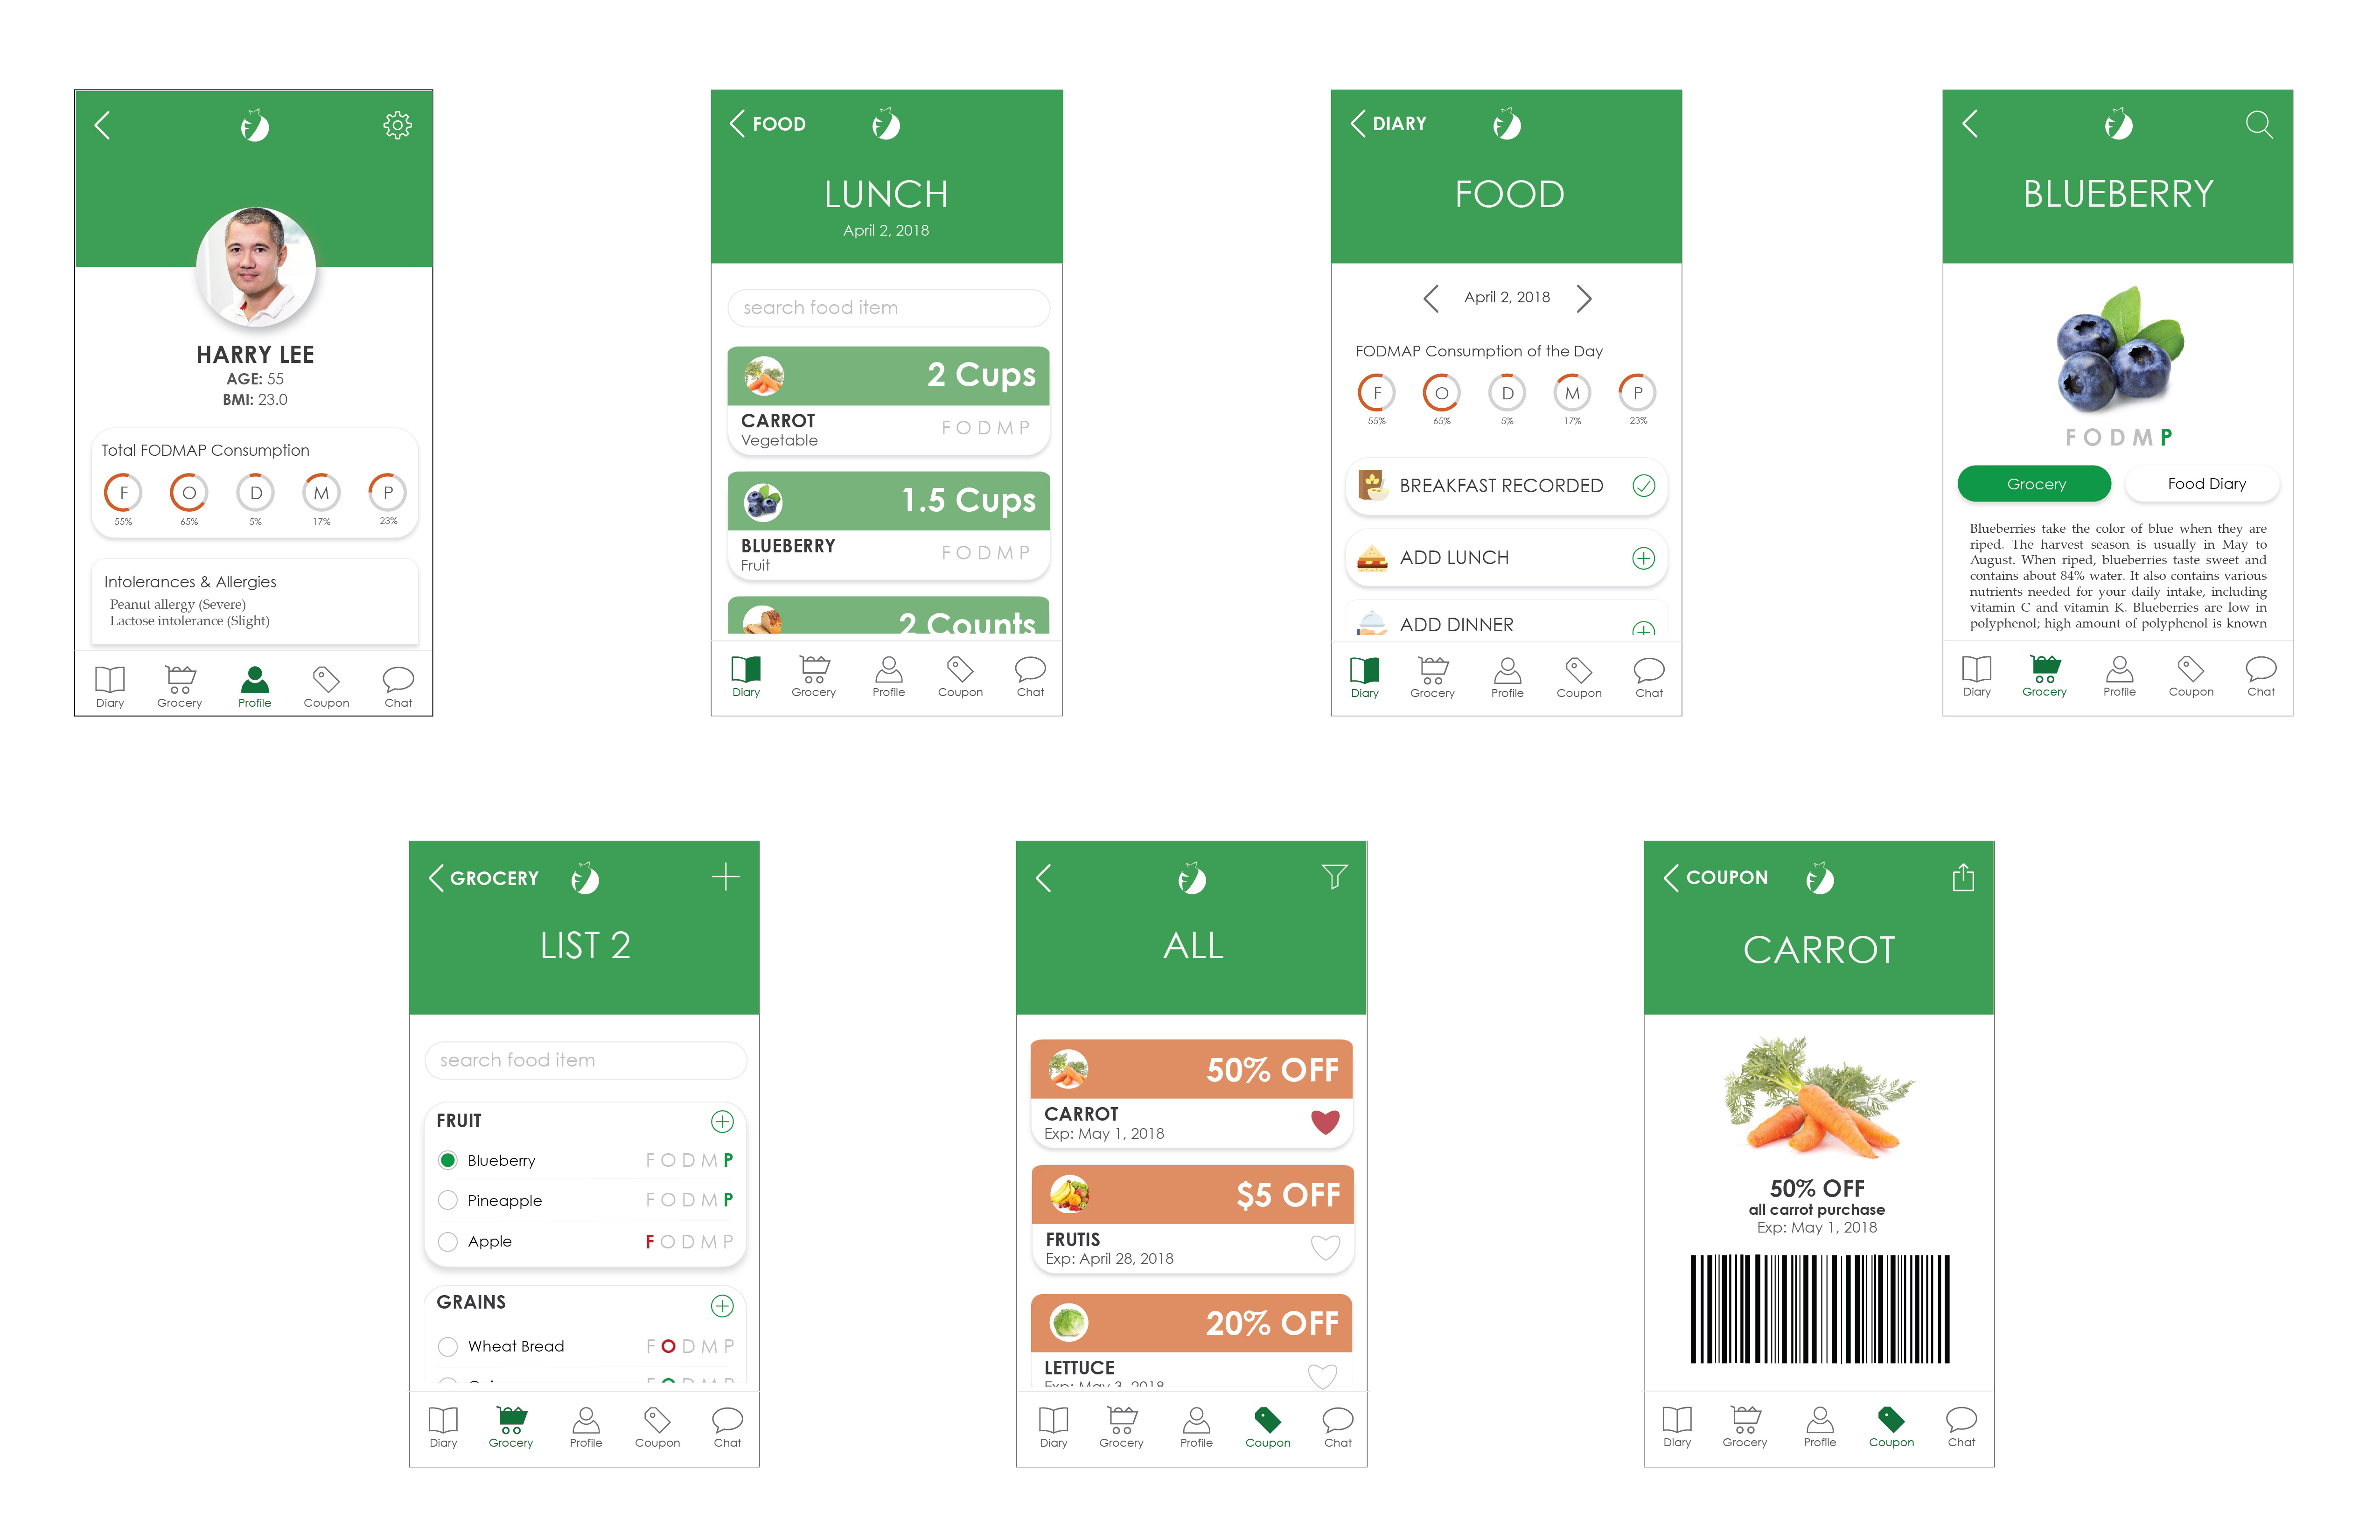 HARRY LEE
AGE: 55
BMI: 23.0
Total FODMAP Consumption
F O D M P
55% 65% 5% 17% 23%
Intolerances & Allergies
Peanut allergy (Severe)
Lactose intolerance (Slight)
Diary Grocery Profile Coupon Chat
FOOD
LUNCH
April 2, 2018
search food item
2 Cups
CARROT
Vegetable
F O D M P
1.5 Cups
BLUEBERRY
Fruit
F O D M P
2 Counts
Diary Grocery Profile Coupon Chat
DIARY
FOOD
April 2, 2018
FODMAP Consumption of the Day
F O D M P
55% 65% 5% 17% 23%
BREAKFAST RECORDED
ADD LUNCH
ADD DINNER
Diary Grocery Profile Coupon Chat
BLUEBERRY
F O D M P
Grocery Food Diary
Blueberries take the color of blue when they are
riped. The harvest season is usually in May to
August. When riped, blueberries taste sweet and
contains about 84% water. It also contains various
nutrients needed for your daily intake, including
vitamin C and vitamin K. Blueberries are low in
polyphenol; high amount of polyphenol is known
Diary Grocery Profile Coupon Chat
GROCERY
LIST 2
search food item
FRUIT
Blueberry F O D M P
Pineapple F O D M P
Apple F O D M P
GRAINS
Wheat Bread F O D M P
Diary Grocery Profile Coupon Chat
ALL
50% OFF
CARROT
Exp: May 1, 2018
$5 OFF
FRUTIS
Exp: April 28, 2018
20% OFF
LETTUCE
Exp: May 3, 2018
Diary Grocery Profile Coupon Chat
COUPON
CARROT
50% OFF
all carrot purchase
Exp: May 1, 2018
Diary Grocery Profile Coupon Chat